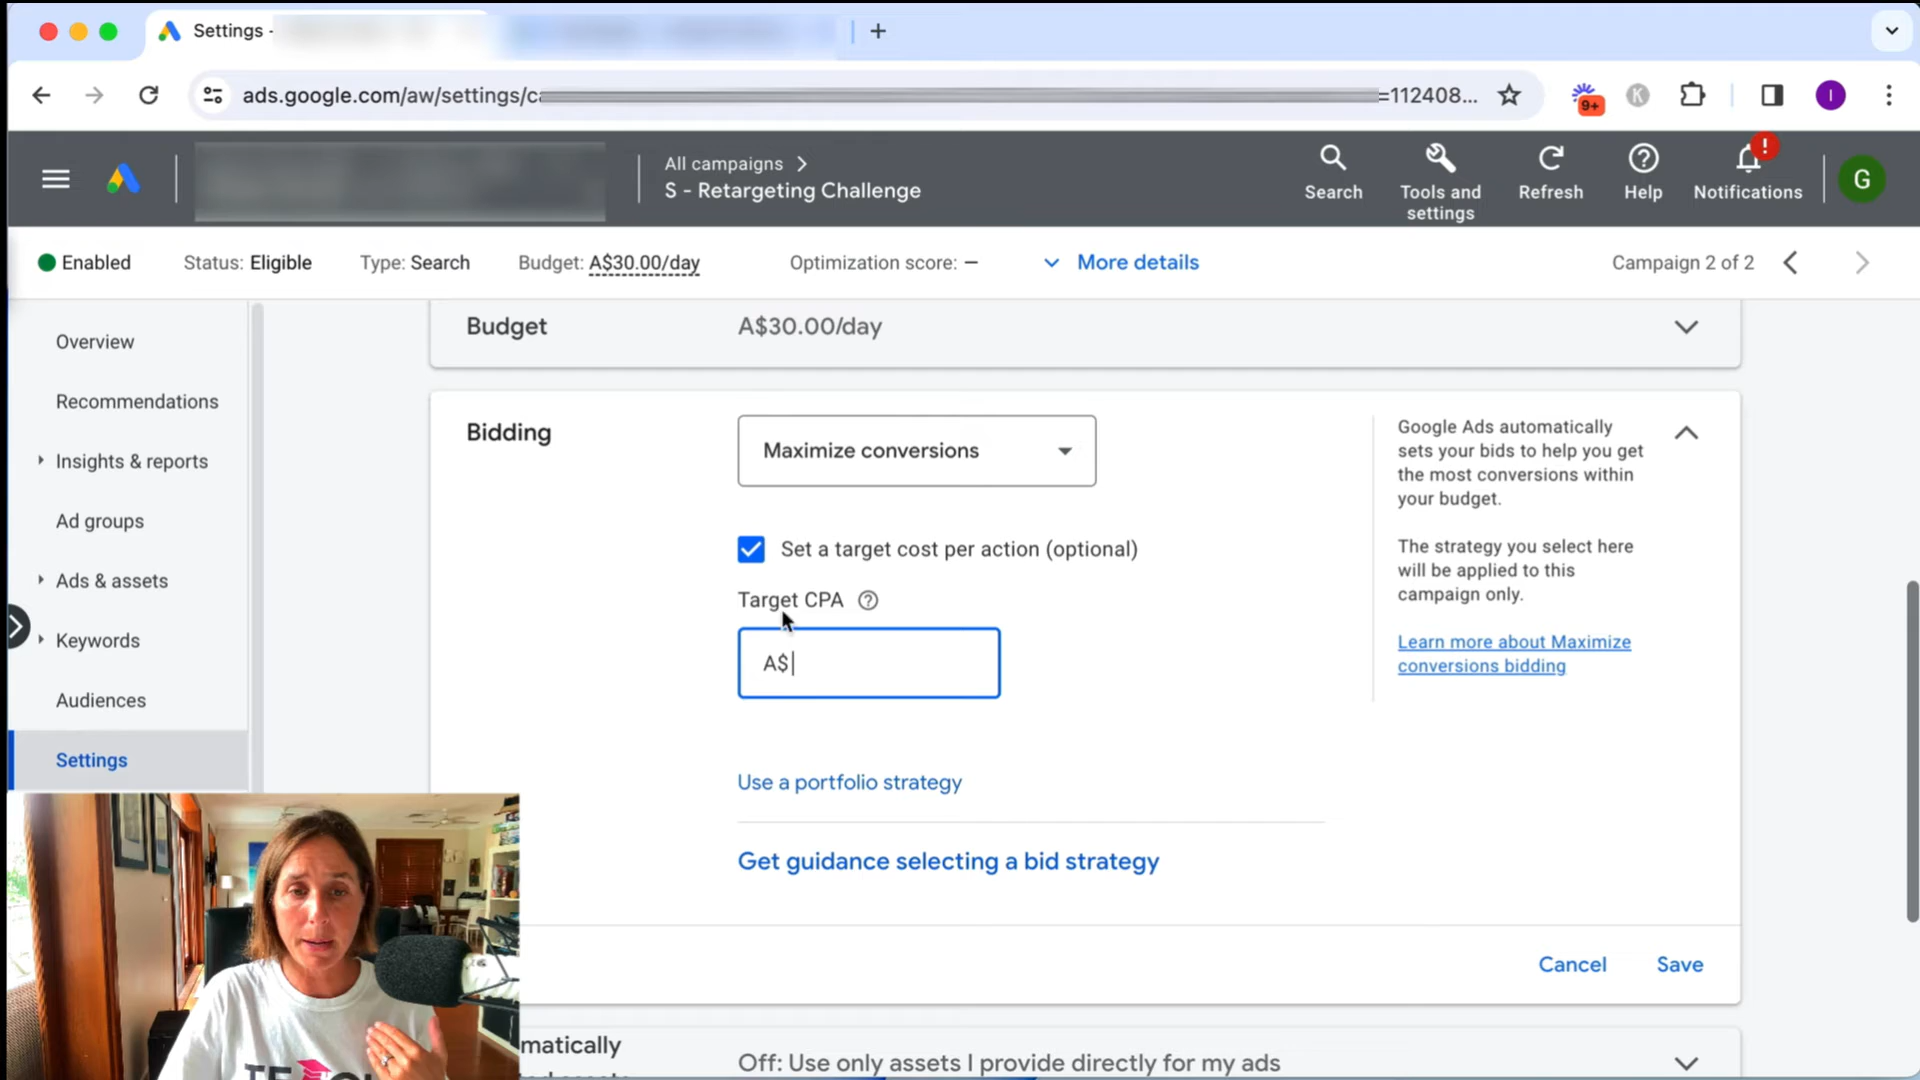 Settings -
ads.google.com/aw/settings/ca
=112408...
9+
K
I
All campaigns
S - Retargeting Challenge
Search
Tools and settings
Refresh
Help
!
Notifications
G
Enabled
Status: Eligible
Type: Search
Budget: A$30.00/day
Optimization score: –
More details
Campaign 2 of 2
Overview
Recommendations
Insights & reports
Ad groups
Ads & assets
Keywords
Audiences
Settings
Budget
A$30.00/day
Bidding
Maximize conversions
Set a target cost per action (optional)
Target CPA
A$
Use a portfolio strategy
Get guidance selecting a bid strategy
Google Ads automatically
sets your bids to help you get
the most conversions within
your budget.
The strategy you select here
will be applied to this
campaign only.
Learn more about Maximize
conversions bidding
Cancel
Save
matically
Off: Use only assets I provide directly for my ads